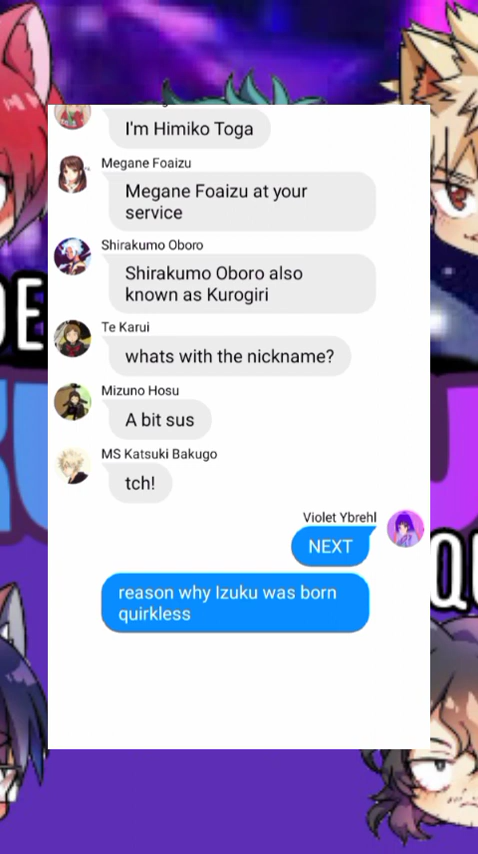 I'm Himiko Toga
Megane Foaizu
Megane Foaizu at your
service
Shirakumo Oboro
Shirakumo Oboro also
known as Kurogiri
Te Karui
whats with the nickname?
Mizuno Hosu
A bit sus
MS Katsuki Bakugo
tch!
Violet Ybrehl
NEXT
reason why Izuku was born
quirkless